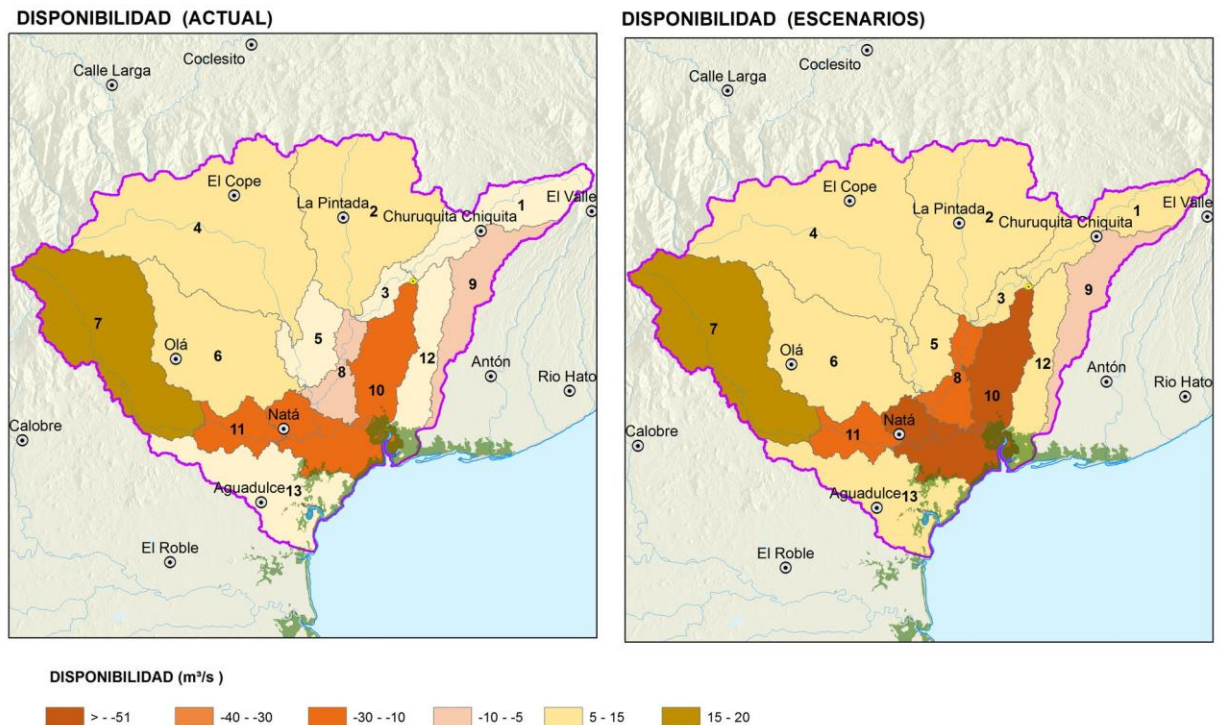 DISPONIBILIDAD (ACTUAL)
Coclesito
Calle Larga
El Cope
La Pintada
2
1
El Valle
Churuquita Chiquita
4
9
3
7
5
Olá
6
12
8
Antón
10
Rio Hato
Natá
11
Calobre
Aguadulce
13
El Roble
DISPONIBILIDAD (ESCENARIOS)
Coclesito
Calle Larga
El Cope
La Pintada
2
1
El Valle
Churuquita Chiquita
4
9
3
7
5
Olá
6
12
8
Antón
10
Rio Hato
Natá
11
Calobre
Aguadulce
13
El Roble
DISPONIBILIDAD (m³/s )
> - -51
-40 - -30
-30 - -10
-10 - -5
5 - 15
15 - 20